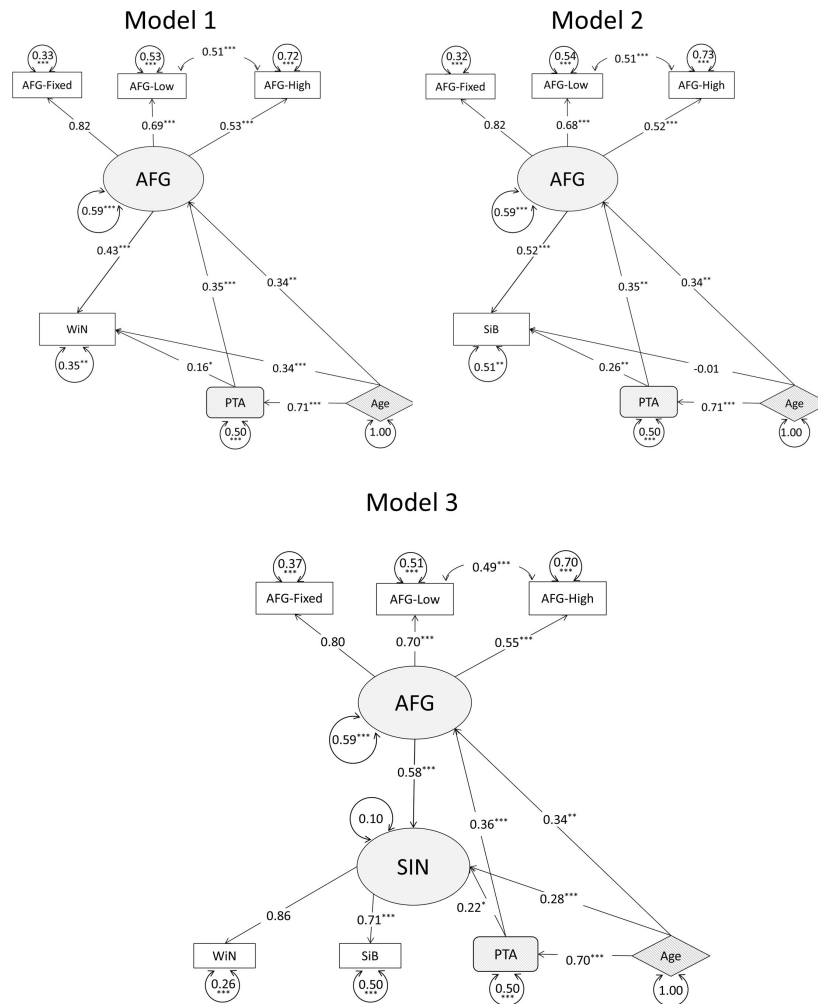 Model 1
0.33
***
0.53
***
0.51***
0.72
***
AFG-Fixed
AFG-Low
AFG-High
0.82
0.69***
0.53***
AFG
0.59***
0.43***
0.35***
0.34**
WiN
0.35**
0.16*
0.34***
PTA
0.71***
Age
0.50
***
1.00
Model 2
0.32
***
0.54
***
0.51***
0.73
***
AFG-Fixed
AFG-Low
AFG-High
0.82
0.68***
0.52***
AFG
0.59***
0.52***
0.35**
0.34**
SiB
0.51**
0.26**
-0.01
PTA
0.71***
Age
0.50
***
1.00
Model 3
0.37
***
0.51
***
0.49***
0.70
***
AFG-Fixed
AFG-Low
AFG-High
0.80
0.70***
0.55***
AFG
0.59***
0.58***
0.10
0.36***
0.34**
SIN
0.28***
0.22*
0.86
0.71***
WiN
SiB
PTA
0.70***
Age
0.26
***
0.50
***
0.50
***
1.00